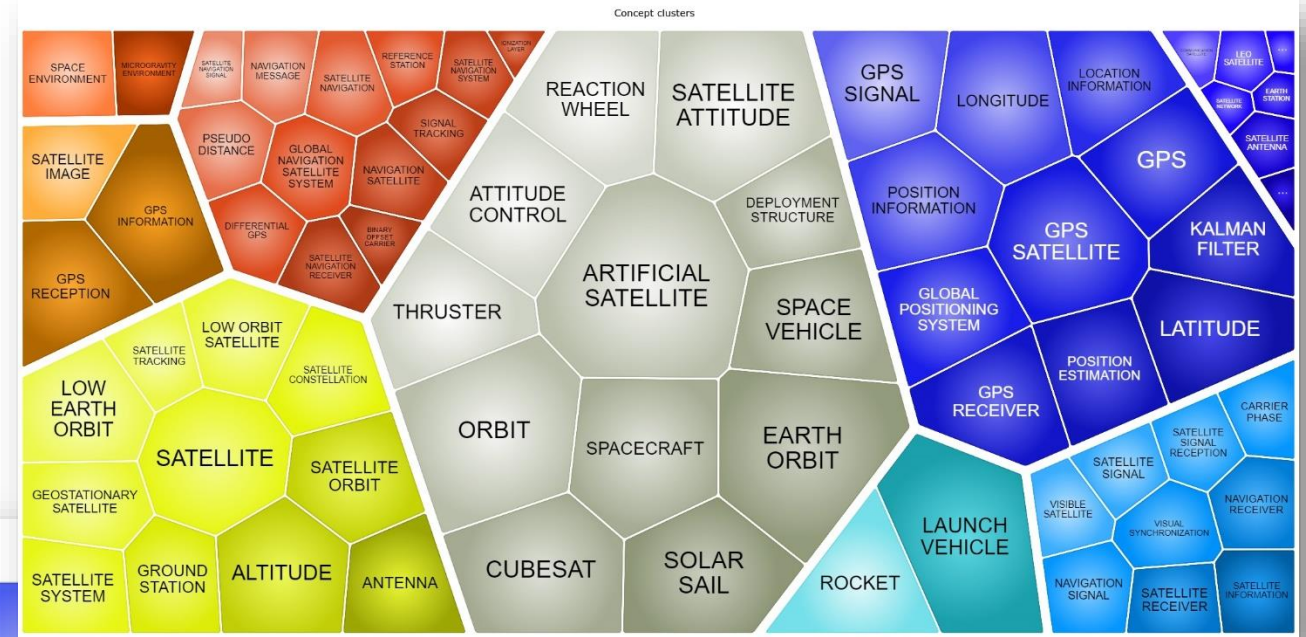 Concept clusters
SPACE
ENVIRONMENT
MICROGRAVITY
ENVIRONMENT
SATELLITE
IMAGE
GPS
INFORMATION
GPS
RECEPTION
SATELLITE
NAVIGATION
SIGNAL
NAVIGATION
MESSAGE
SATELLITE
NAVIGATION
REFERENCE
STATION
SATELLITE
NAVIGATION
SYSTEM
IONIZATION
LAYER
PSEUDO
DISTANCE
GLOBAL
NAVIGATION
SATELLITE
SYSTEM
SIGNAL
TRACKING
NAVIGATION
SATELLITE
DIFFERENTIAL
GPS
SATELLITE
NAVIGATION
RECEIVER
BINARY
OFFSET
CARRIER
LOW
EARTH
ORBIT
SATELLITE
TRACKING
LOW ORBIT
SATELLITE
SATELLITE
CONSTELLATION
SATELLITE
SATELLITE
ORBIT
GEOSTATIONARY
SATELLITE
SATELLITE
SYSTEM
GROUND
STATION
ALTITUDE
ANTENNA
REACTION
WHEEL
SATELLITE
ATTITUDE
ATTITUDE
CONTROL
DEPLOYMENT
STRUCTURE
ARTIFICIAL
SATELLITE
THRUSTER
SPACE
VEHICLE
ORBIT
SPACECRAFT
EARTH
ORBIT
CUBESAT
SOLAR
SAIL
ROCKET
LAUNCH
VEHICLE
GPS
SIGNAL
LONGITUDE
LOCATION
INFORMATION
GPS
POSITION
INFORMATION
GPS
SATELLITE
KALMAN
FILTER
GLOBAL
POSITIONING
SYSTEM
LATITUDE
GPS
RECEIVER
POSITION
ESTIMATION
LEO
SATELLITE
...
SATELLITE
NETWORK
EARTH
STATION
SATELLITE
ANTENNA
...
CARRIER
PHASE
SATELLITE
SIGNAL
RECEPTION
SATELLITE
SIGNAL
VISIBLE
SATELLITE
VISUAL
SYNCHRONIZATION
NAVIGATION
RECEIVER
NAVIGATION
SIGNAL
SATELLITE
RECEIVER
SATELLITE
INFORMATION